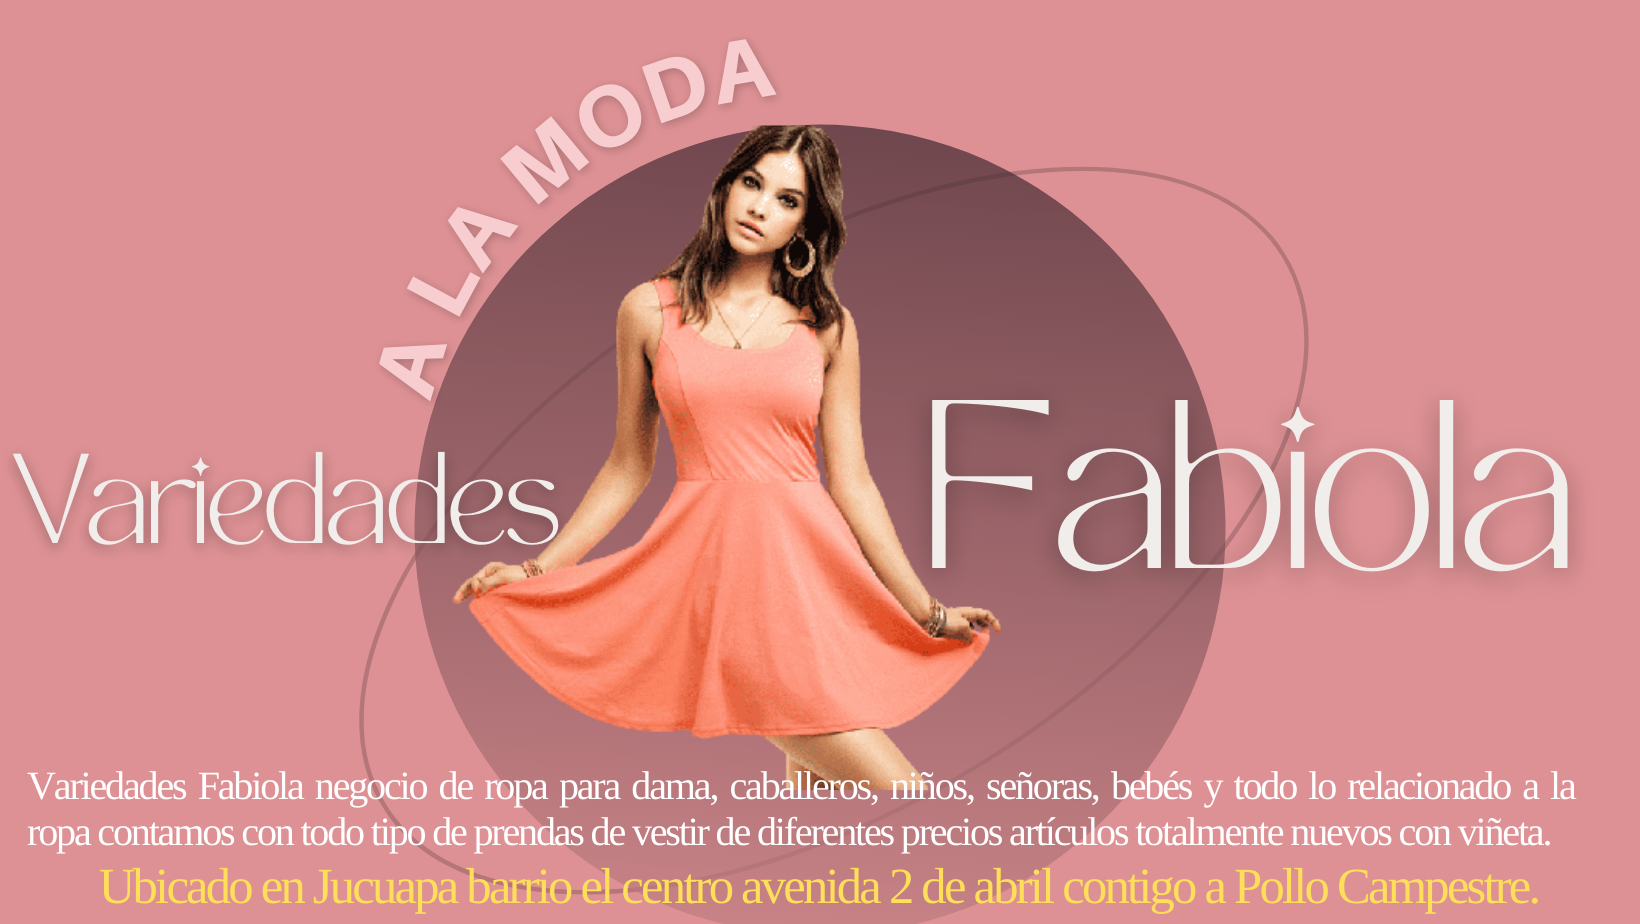 A LA MODA
Variedades
Fabiola
Variedades Fabiola negocio de ropa para dama, caballeros, niños, señoras, bebés y todo lo relacionado a la
ropa contamos con todo tipo de prendas de vestir de diferentes precios artículos totalmente nuevos con viñeta.
Ubicado en Jucuapa barrio el centro avenida 2 de abril contigo a Pollo Campestre.